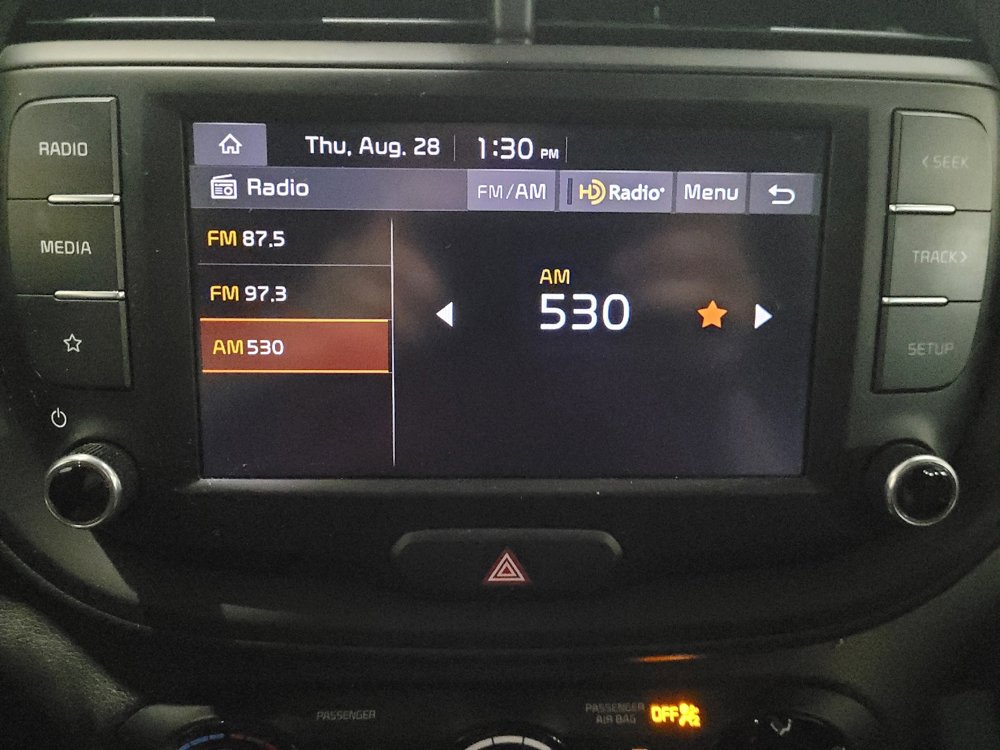 RADIO
MEDIA
Thu, Aug. 28 1:30 PM
Radio FM/AM HD Radio Menu
FM 87.5
FM 97.3
AM 530
AM
530
< SEEK
TRACK >
SETUP
PASSENGER
PASSENGER
AIR BAG OFF